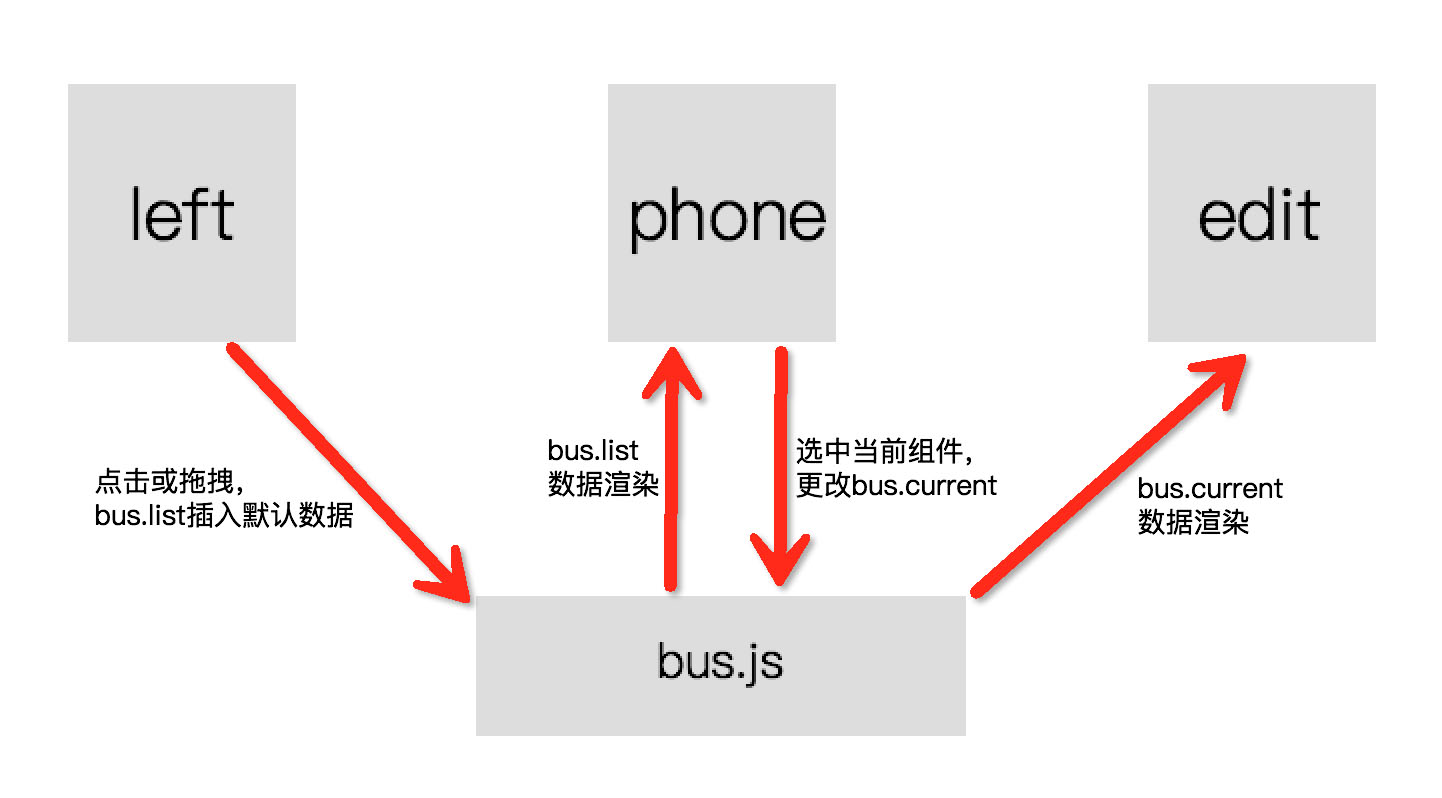 left
phone
edit
点击或拖拽，
bus.list插入默认数据
bus.list
数据渲染
选中当前组件，
更改bus.current
bus.current
数据渲染
bus.js